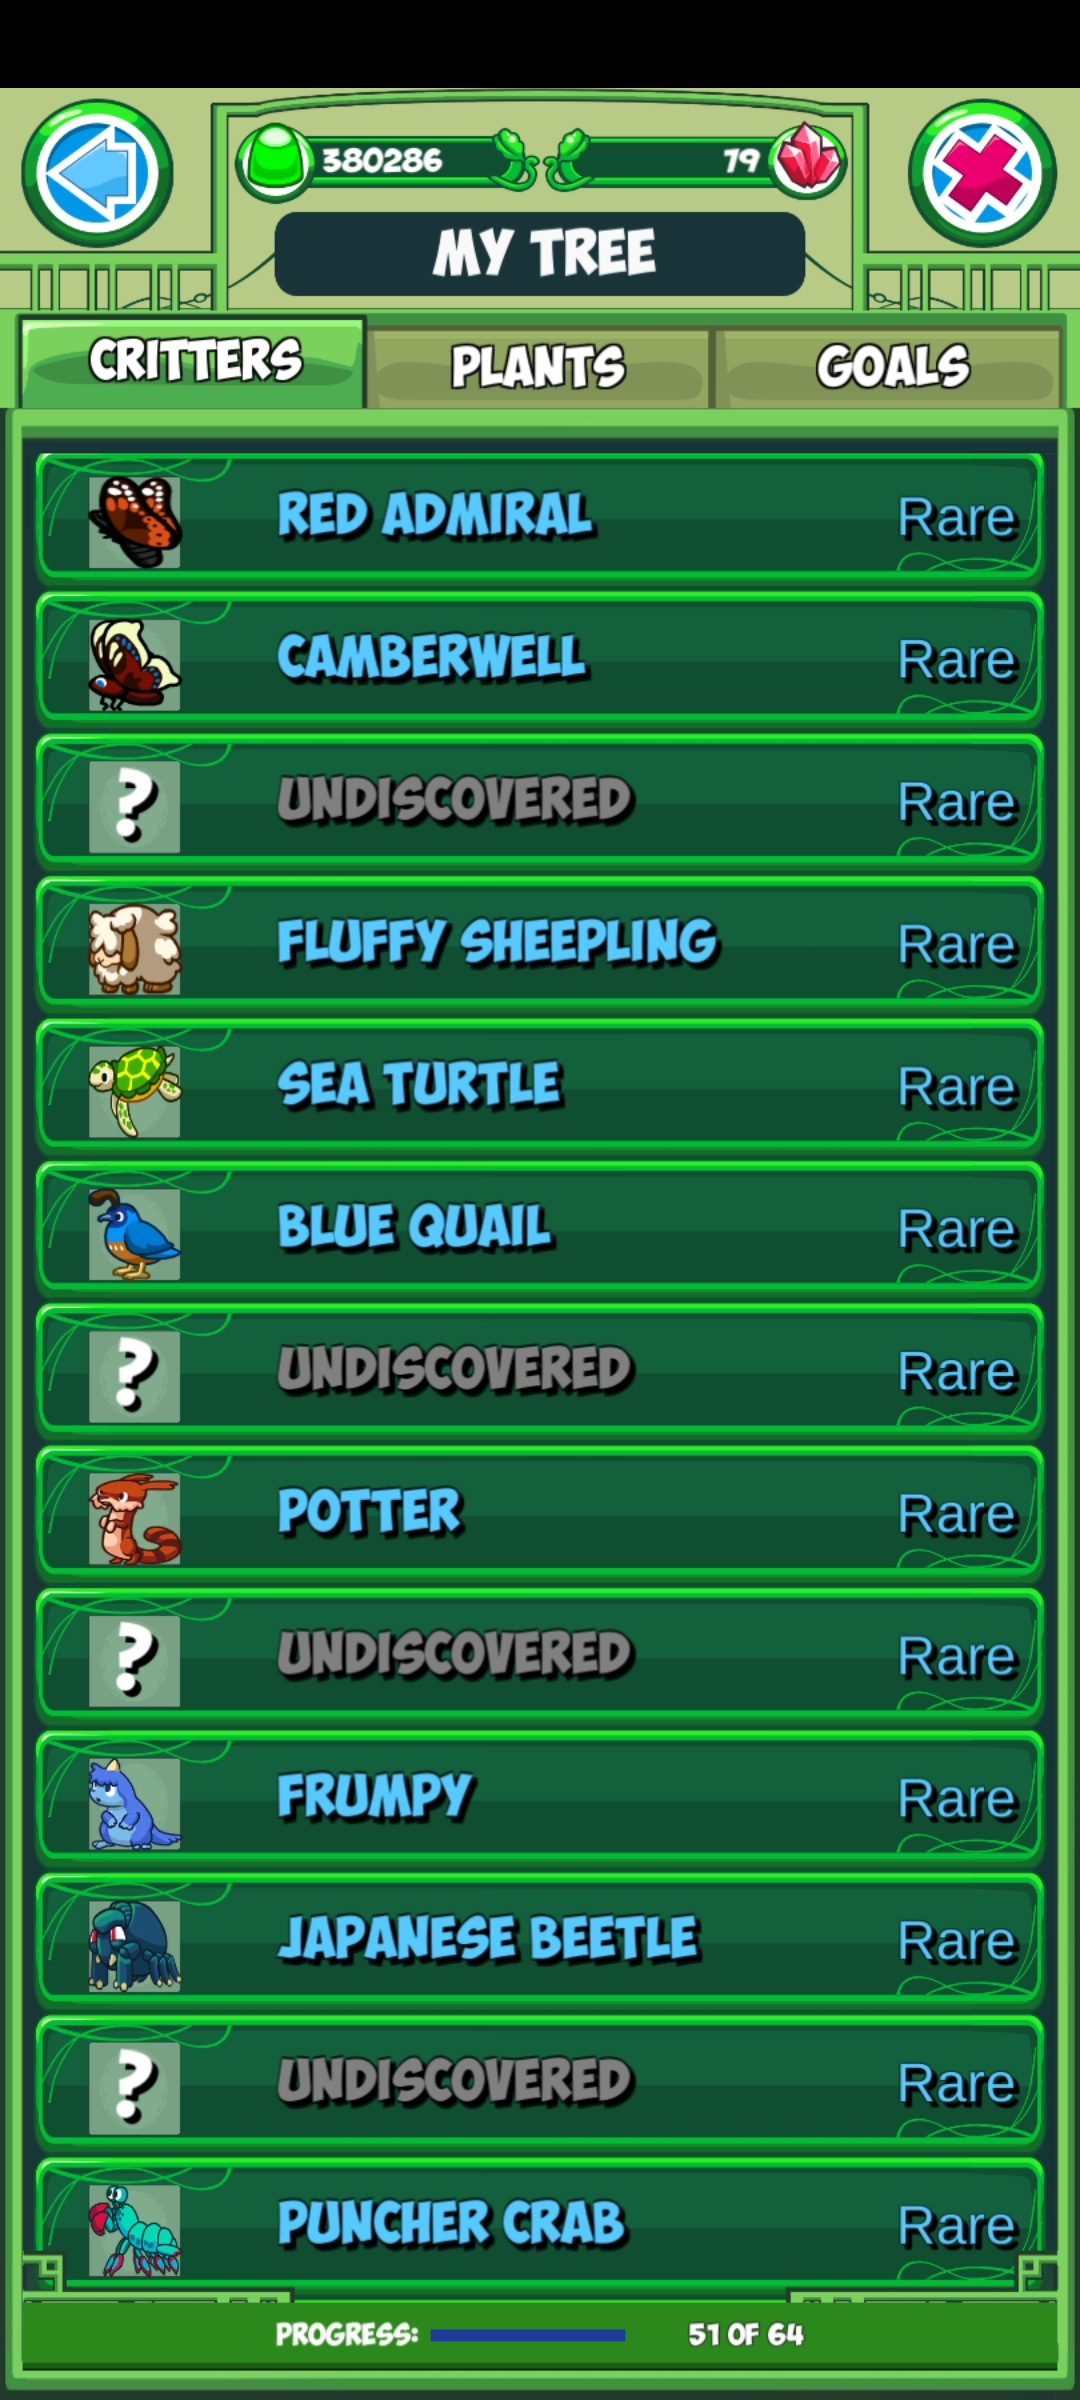 380286
79
MY TREE
CRITTERS
PLANTS
GOALS
RED ADMIRAL
Rare
CAMBERWELL
Rare
?
UNDISCOVERED
Rare
FLUFFY SHEEPLING
Rare
SEA TURTLE
Rare
BLUE QUAIL
Rare
?
UNDISCOVERED
Rare
POTTER
Rare
?
UNDISCOVERED
Rare
FRUMPY
Rare
JAPANESE BEETLE
Rare
?
UNDISCOVERED
Rare
PUNCHER CRAB
Rare
PROGRESS:
51 OF 64